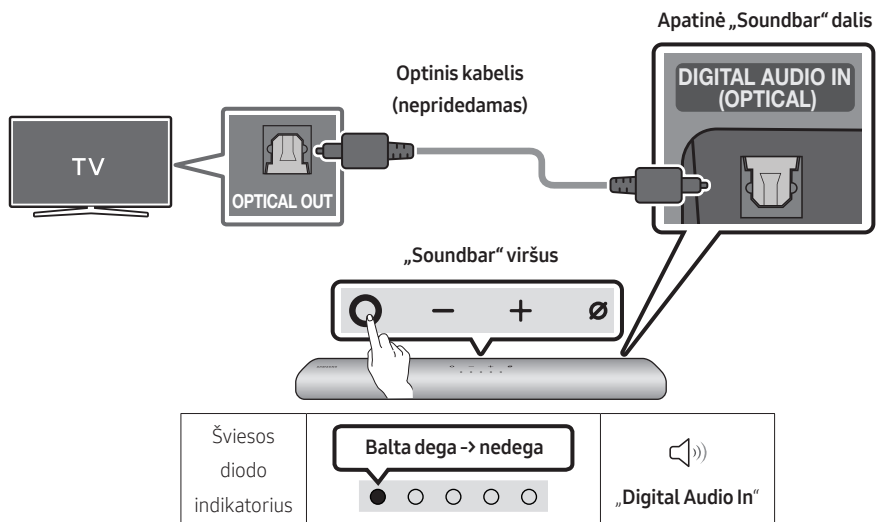 Apatinė „Soundbar“ dalis
Optinis kabelis
(nepridedamas)
DIGITAL AUDIO IN
(OPTICAL)
TV
OPTICAL OUT
„Soundbar“ viršus
Šviesos
diodo
indikatorius
Balta dega -> nedega
„Digital Audio In“